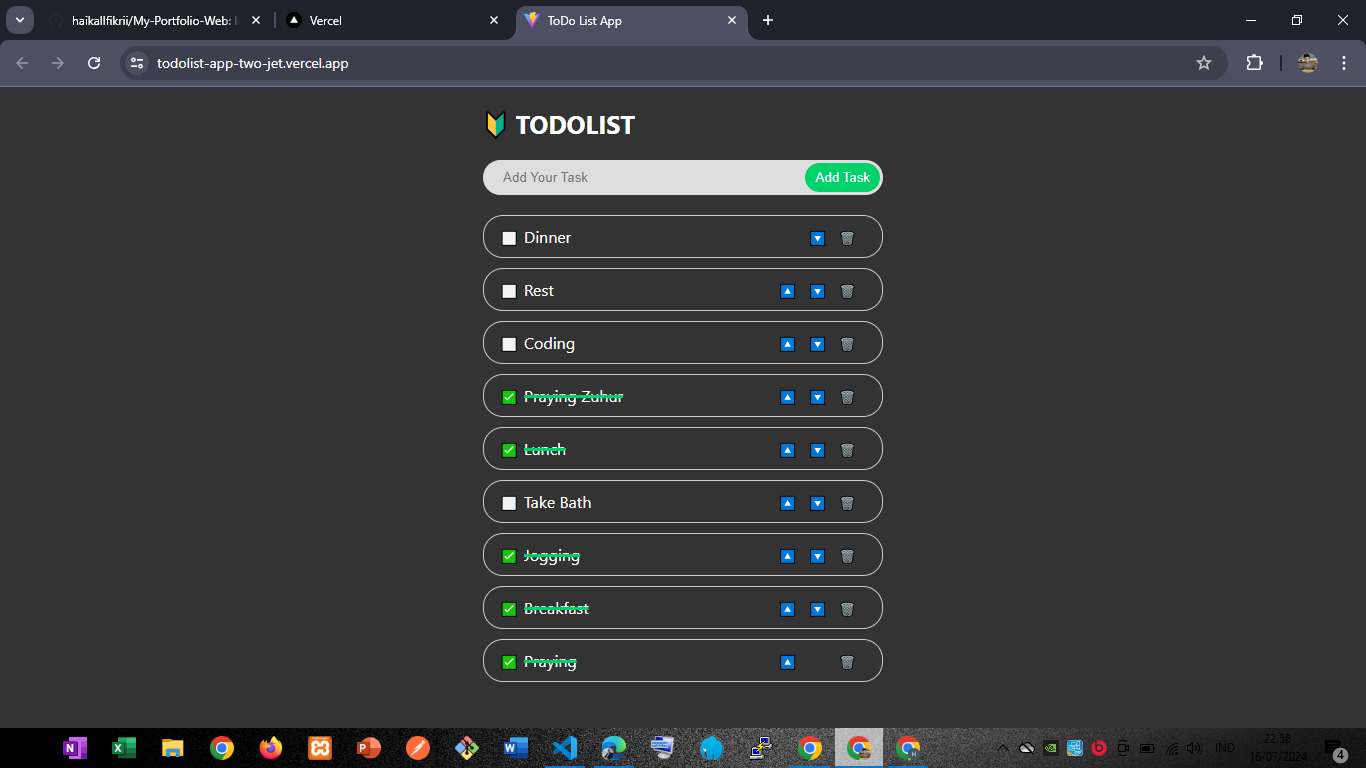 haikallfikrii/My-Portfolio-Web:
Vercel
ToDo List App
todolist-app-two-jet.vercel.app
TODOLIST
Add Your Task
Add Task
Dinner
Rest
Coding
Praying Zuhur
Lunch
Take Bath
Jogging
Breakfast
Praying
IND
22.58
16/07/2024
4